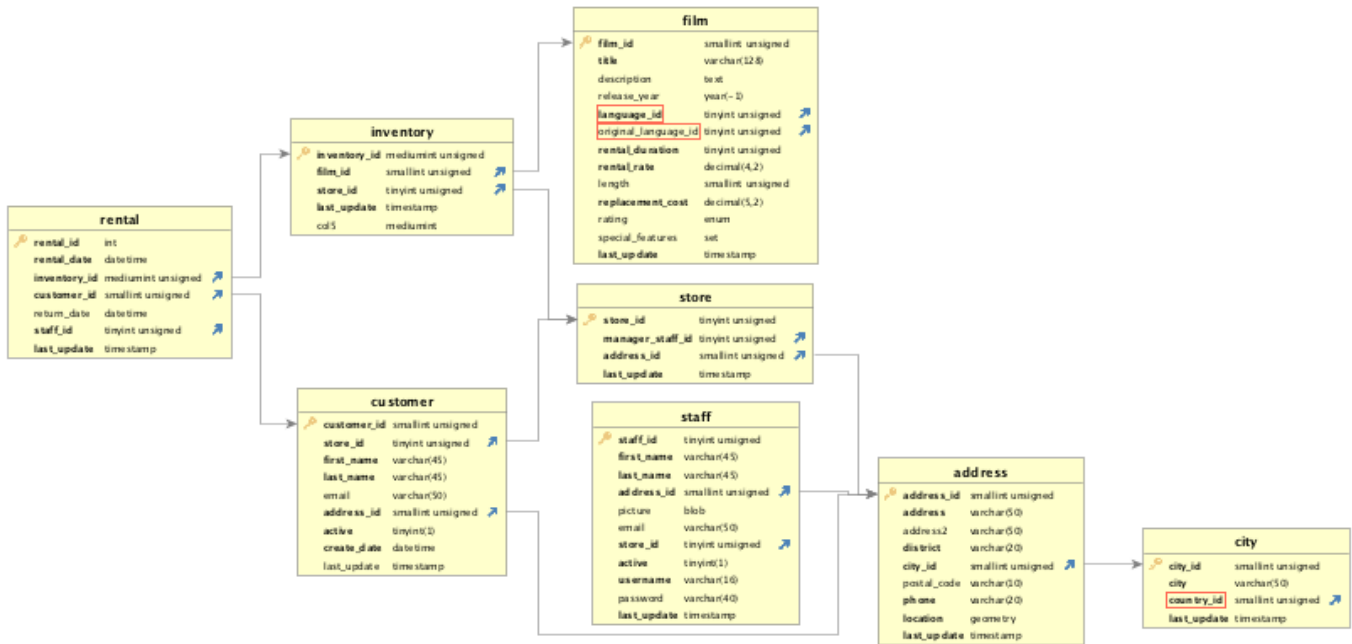 film
film_id smallint unsigned
title varchar(128)
description text
release_year year(-1)
language_id tinyint unsigned
original_language_id tinyint unsigned
rental_duration tinyint unsigned
rental_rate decimal(4,2)
length smallint unsigned
replacement_cost decimal(5,2)
rating enum
special_features set
last_update timestamp
inventory
inventory_id mediumint unsigned
film_id smallint unsigned
store_id tinyint unsigned
last_update timestamp
col5 mediumint
rental
rental_id int
rental_date datetime
inventory_id mediumint unsigned
customer_id smallint unsigned
return_date datetime
staff_id tinyint unsigned
last_update timestamp
store
store_id tinyint unsigned
manager_staff_id tinyint unsigned
address_id smallint unsigned
last_update timestamp
customer
customer_id smallint unsigned
store_id tinyint unsigned
first_name varchar(45)
last_name varchar(45)
email varchar(50)
address_id smallint unsigned
active tinyint(1)
create_date datetime
last_update timestamp
staff
staff_id tinyint unsigned
first_name varchar(45)
last_name varchar(45)
address_id smallint unsigned
picture blob
email varchar(50)
store_id tinyint unsigned
active tinyint(1)
username varchar(16)
password varchar(40)
last_update timestamp
address
address_id smallint unsigned
address varchar(50)
address2 varchar(50)
district varchar(20)
city_id smallint unsigned
postal_code varchar(10)
phone varchar(20)
location geometry
last_update timestamp
city
city_id smallint unsigned
city varchar(50)
country_id smallint unsigned
last_update timestamp